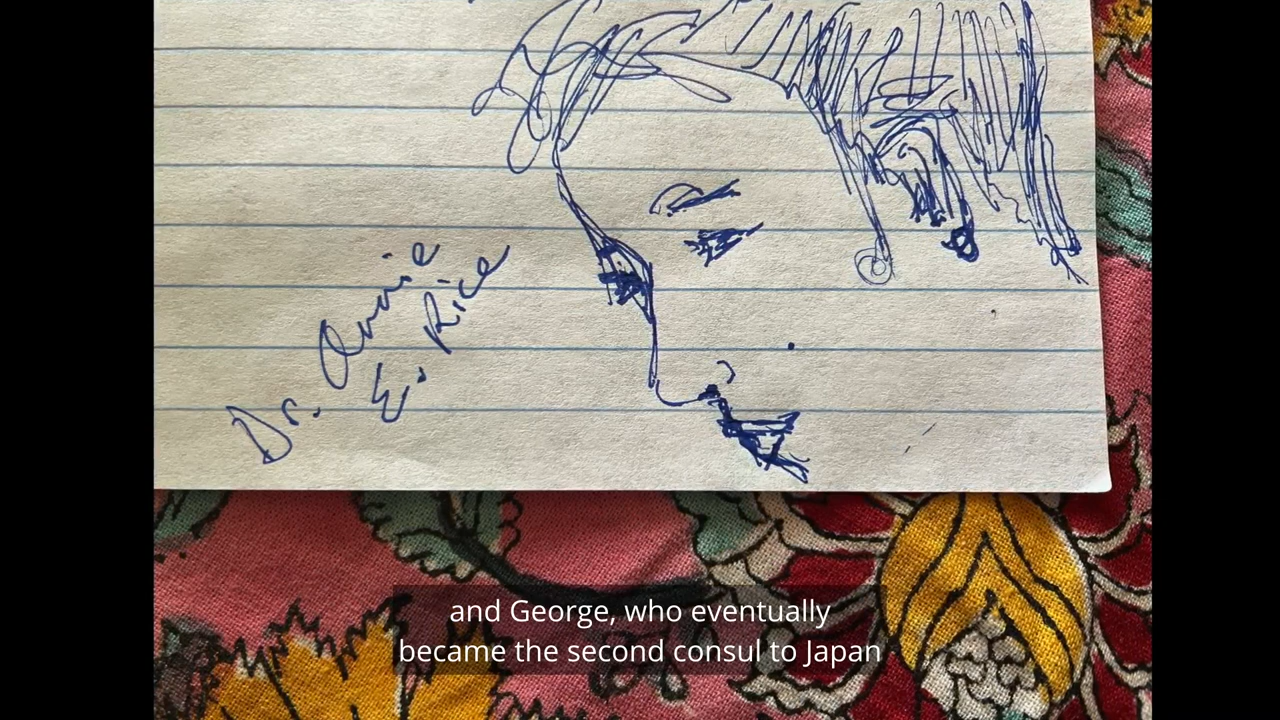 Dr. Annie
E. Rice
and George, who eventually
became the second consul to Japan